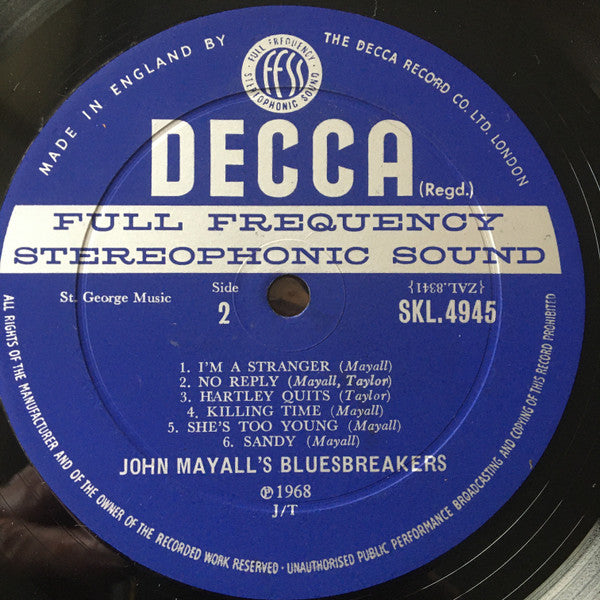 MADE IN ENGLAND BY
THE DECCA RECORD CO. LTD. LONDON
FULL FREQUENCY
ffss
STEREOPHONIC SOUND
DECCA (Regd.)
FULL FREQUENCY
STEREOPHONIC SOUND
St. George Music
Side
2
{ZAL.8341}
SKL.4945
1. I'M A STRANGER (Mayall)
2. NO REPLY (Mayall, Taylor)
3. HARTLEY QUITS (Taylor)
4. KILLING TIME (Mayall)
5. SHE'S TOO YOUNG (Mayall)
6. SANDY (Mayall)
JOHN MAYALL'S BLUESBREAKERS
℗1968
J/T
ALL RIGHTS OF THE MANUFACTURER AND OF THE OWNER OF THE RECORDED WORK RESERVED · UNAUTHORISED PUBLIC PERFORMANCE BROADCASTING AND COPYING OF THIS RECORD PROHIBITED